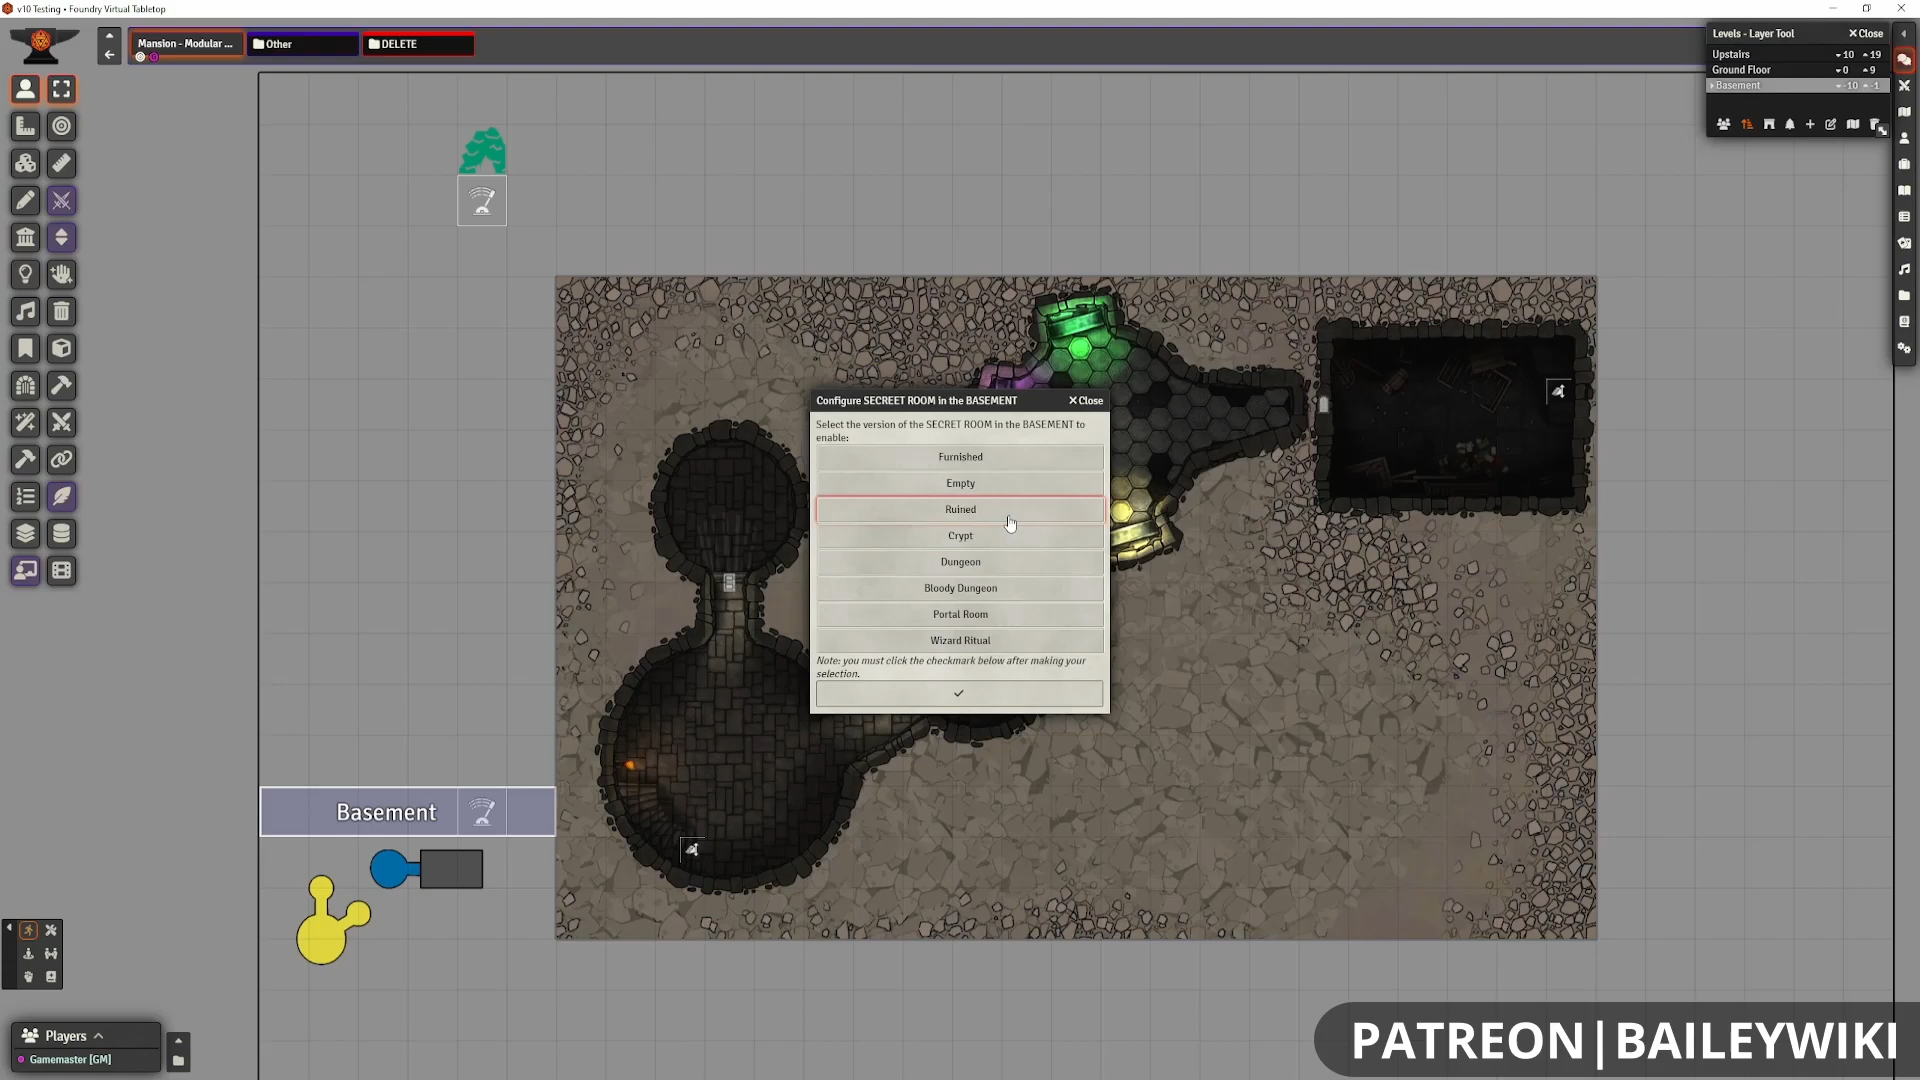 v10 Testing • Foundry Virtual Tabletop
Mansion - Modular ...
Other
DELETE
Levels - Layer Tool
Close
Upstairs 10 19
Ground Floor 0 9
Basement -10 -1
Configure SECREET ROOM in the BASEMENT
Close
Select the version of the SECRET ROOM in the BASEMENT to
enable:
Furnished
Empty
Ruined
Crypt
Dungeon
Bloody Dungeon
Portal Room
Wizard Ritual
Note: you must click the checkmark below after making your
selection.
Basement
Players
Gamemaster [GM]
PATREON|BAILEYWIKI